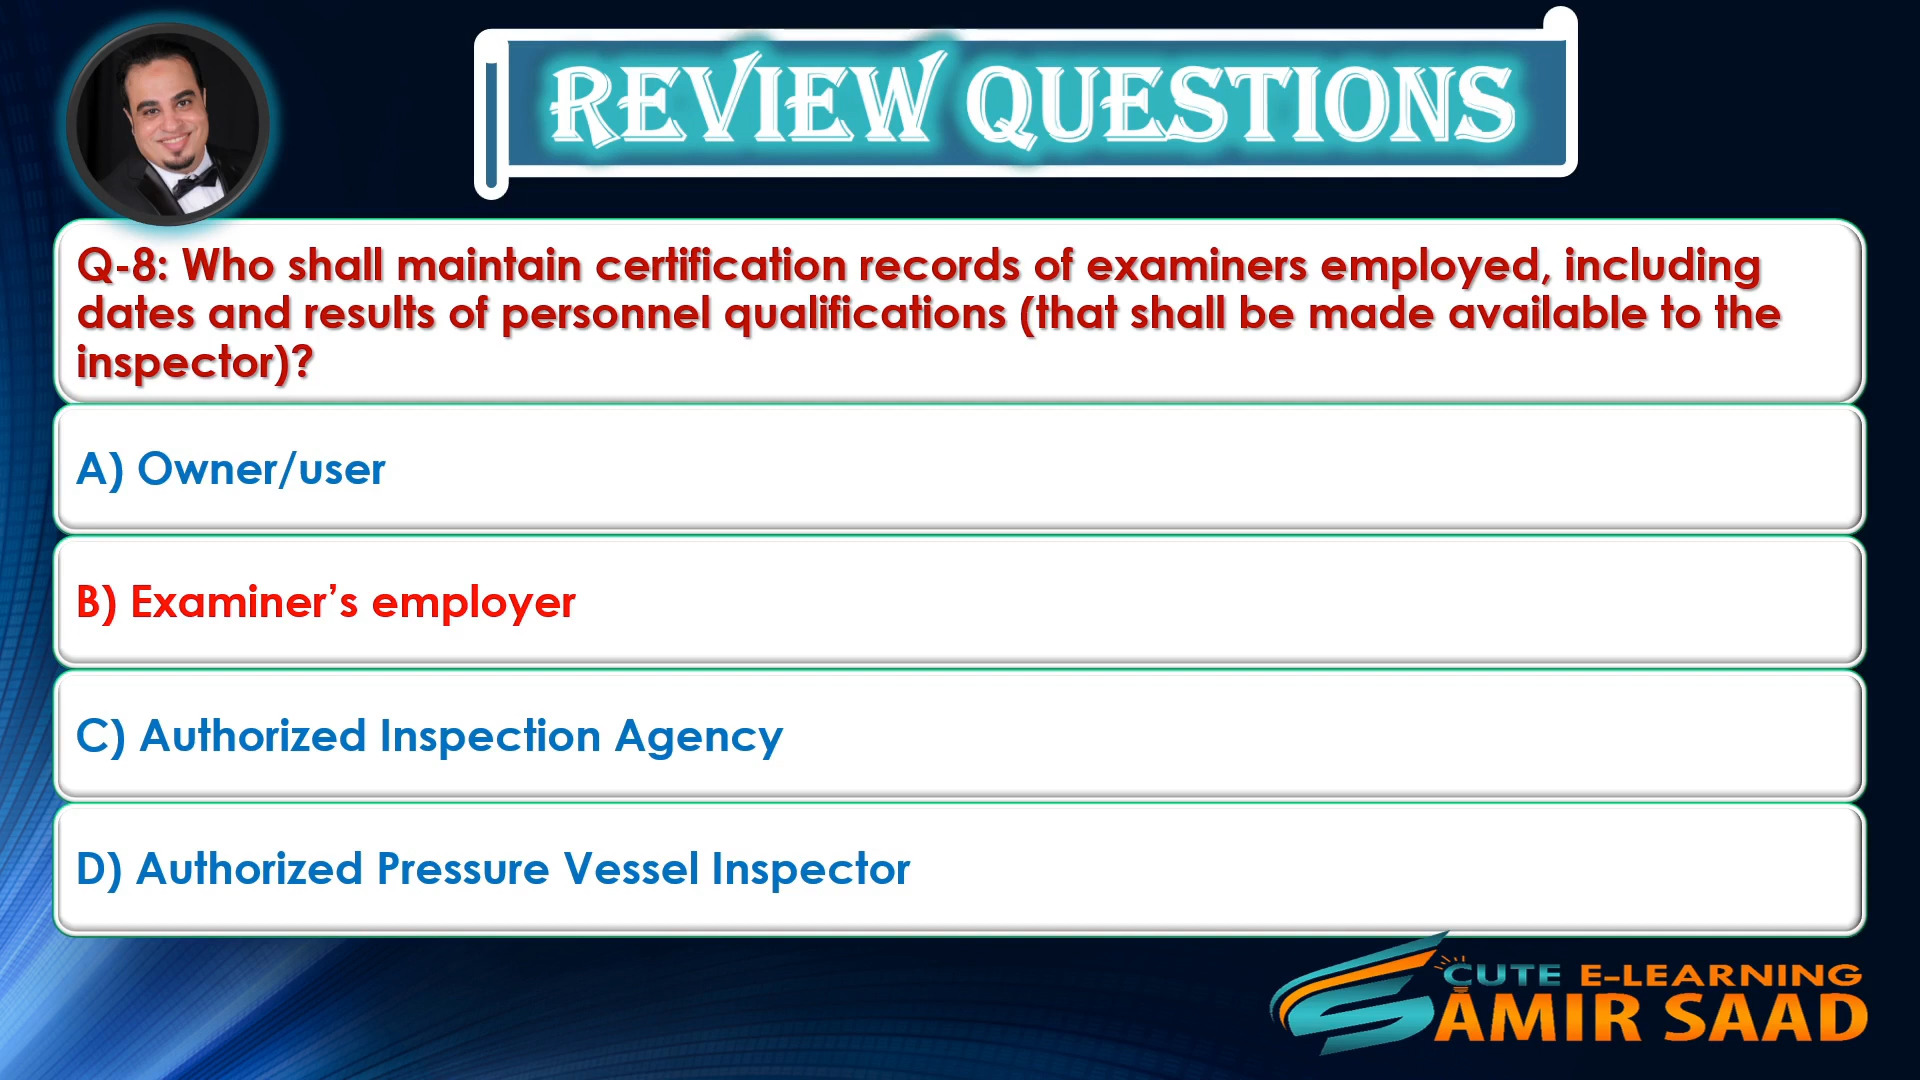 REVIEW QUESTIONS
Q-8: Who shall maintain certification records of examiners employed, including
dates and results of personnel qualifications (that shall be made available to the
inspector)?
A) Owner/user
B) Examiner’s employer
C) Authorized Inspection Agency
D) Authorized Pressure Vessel Inspector
CUTE E-LEARNING
AMIR SAAD